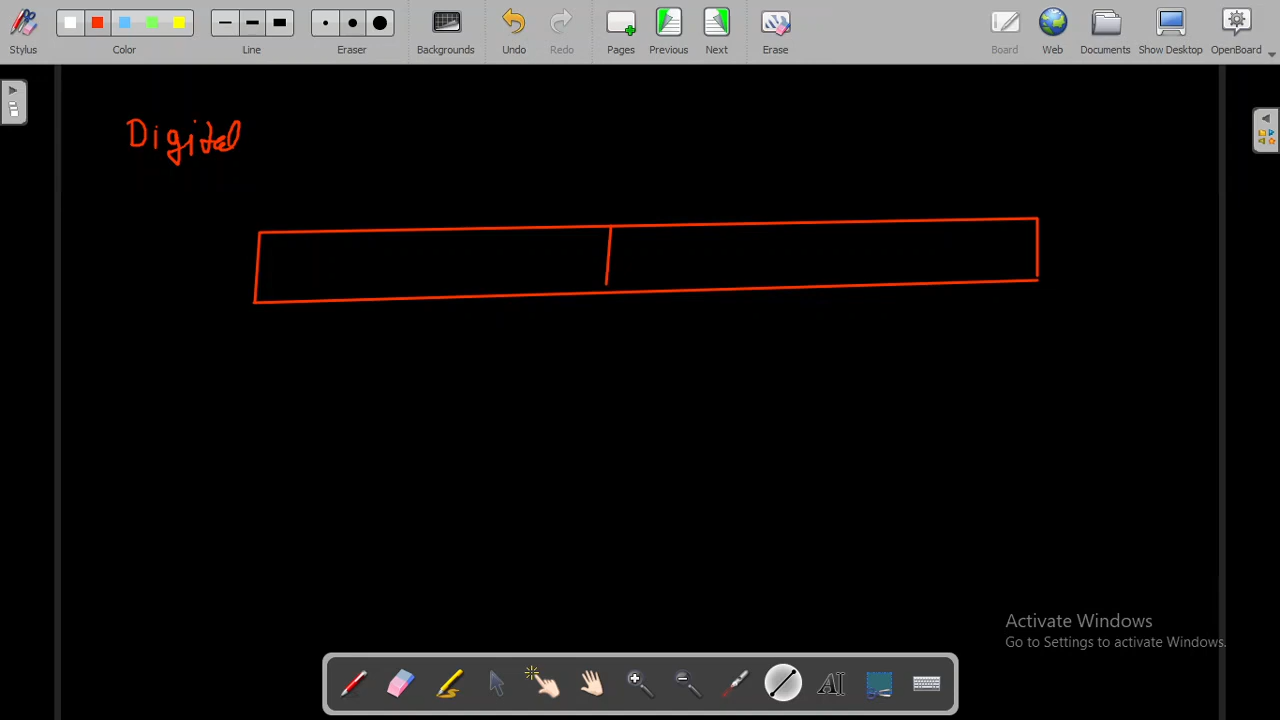 Stylus
Color
Line
Eraser
Backgrounds
Undo
Redo
Pages
Previous
Next
Erase
Board
Web
Documents
Show Desktop
OpenBoard
Digital
Activate Windows
Go to Settings to activate Windows.
AI